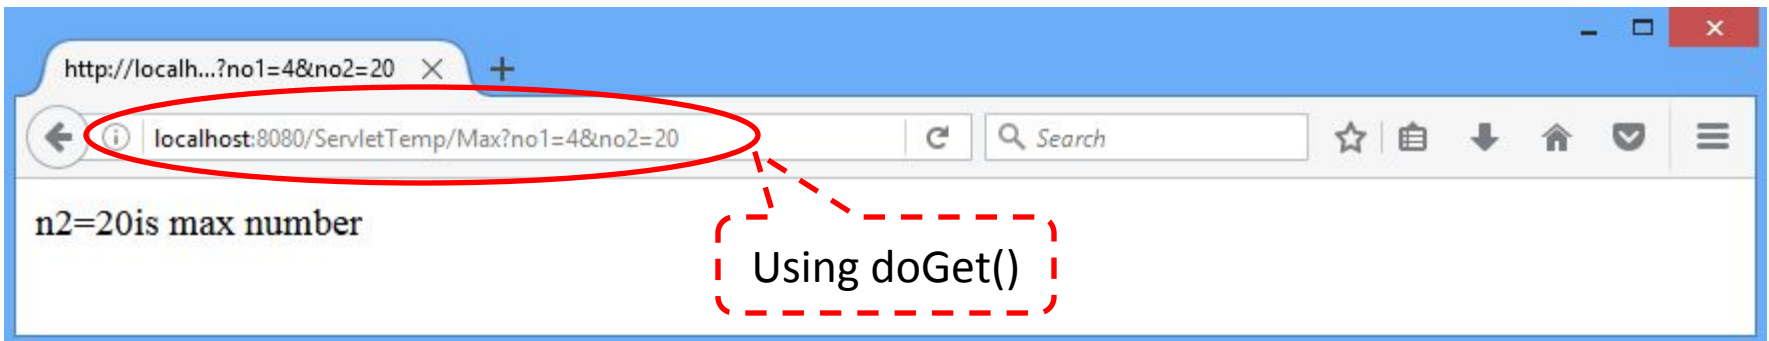 http://localh...?no1=4&no2=20
localhost:8080/ServletTemp/Max?no1=4&no2=20
Search
n2=20is max number
Using doGet()